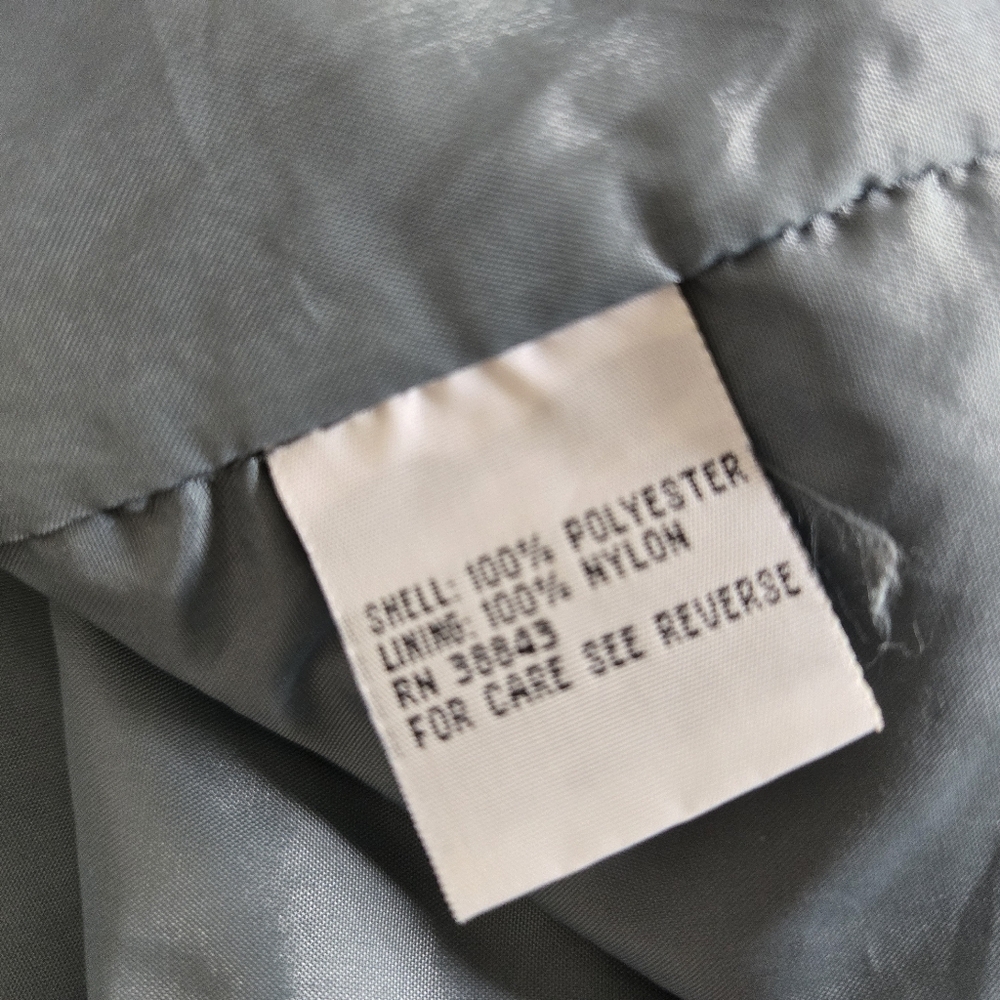 SHELL: 100% POLYESTER
LINING: 100% NYLON
RN 38843
FOR CARE SEE REVERSE